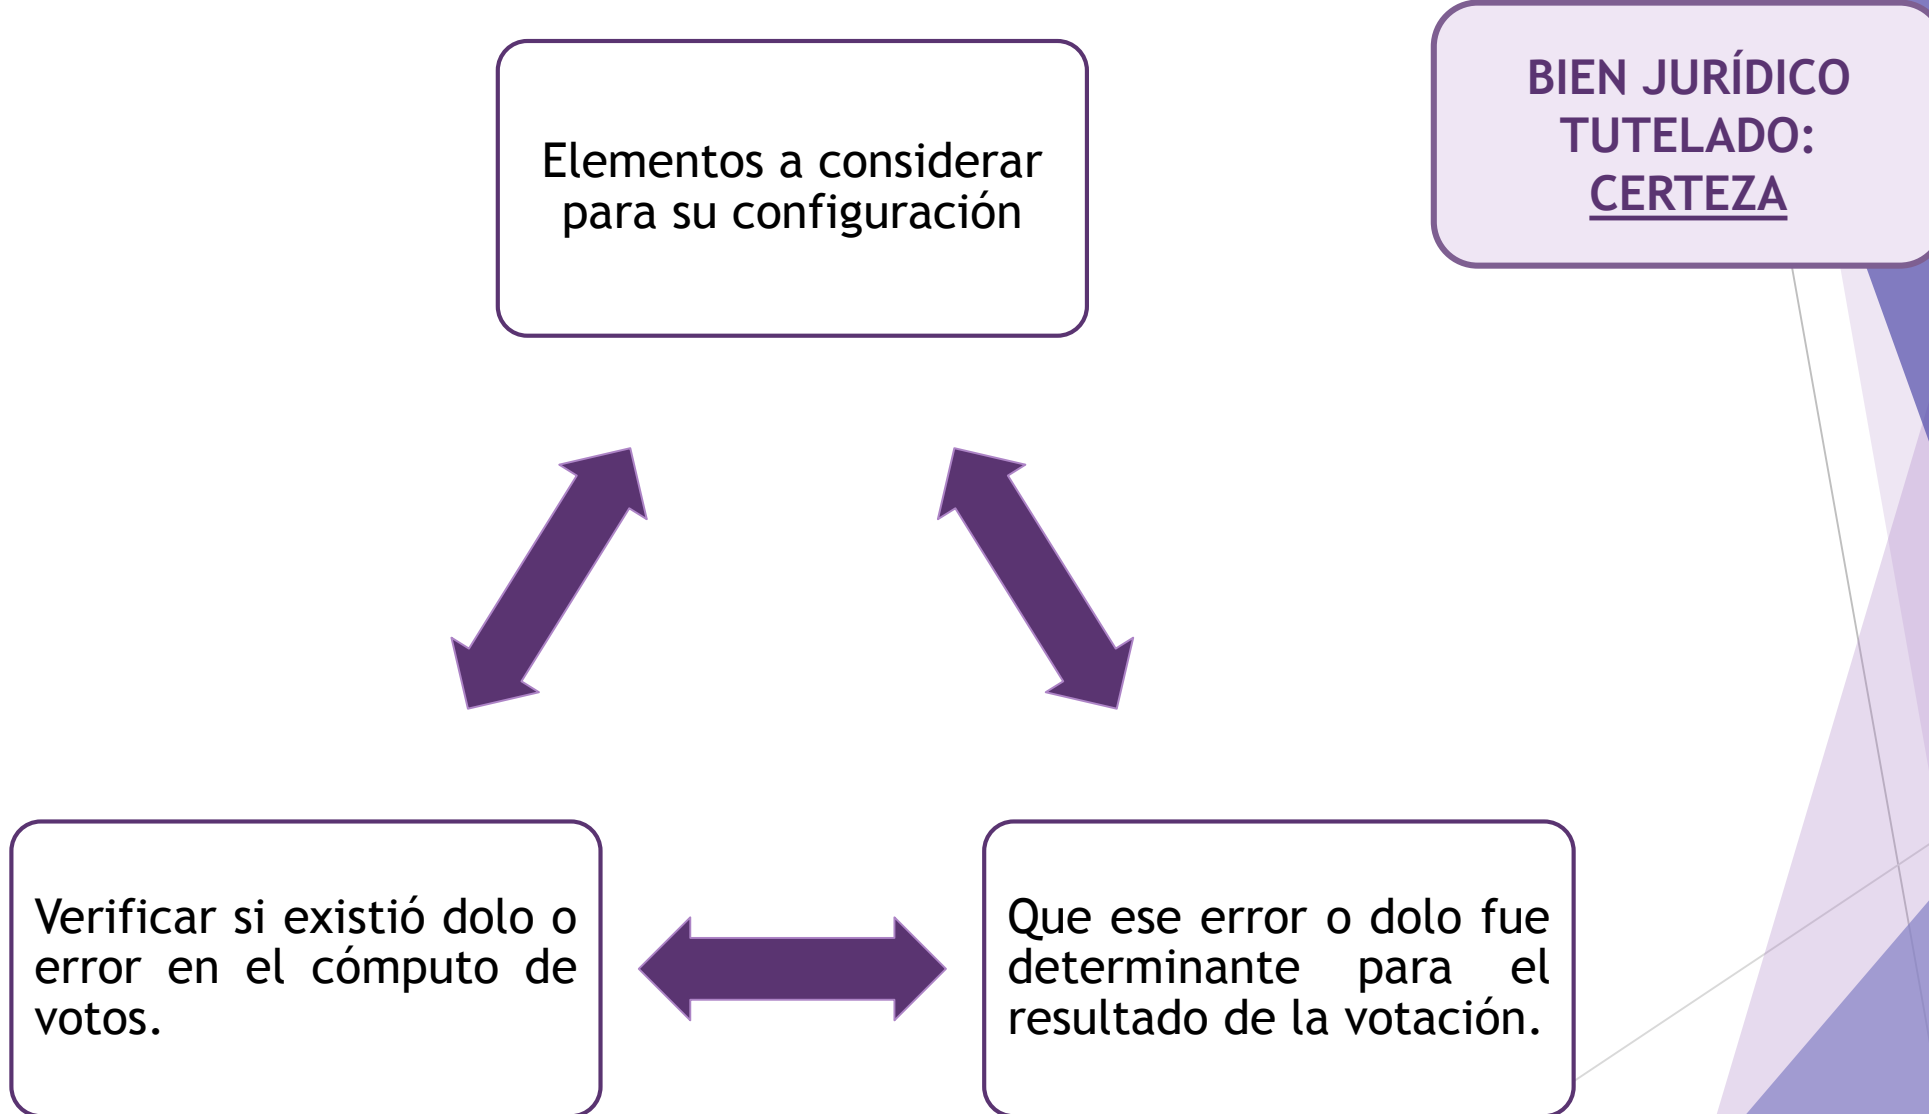 BIEN JURÍDICO
TUTELADO:
CERTEZA
Elementos a considerar
para su configuración
Verificar si existió dolo o
error en el cómputo de
votos.
Que ese error o dolo fue
determinante para el
resultado de la votación.